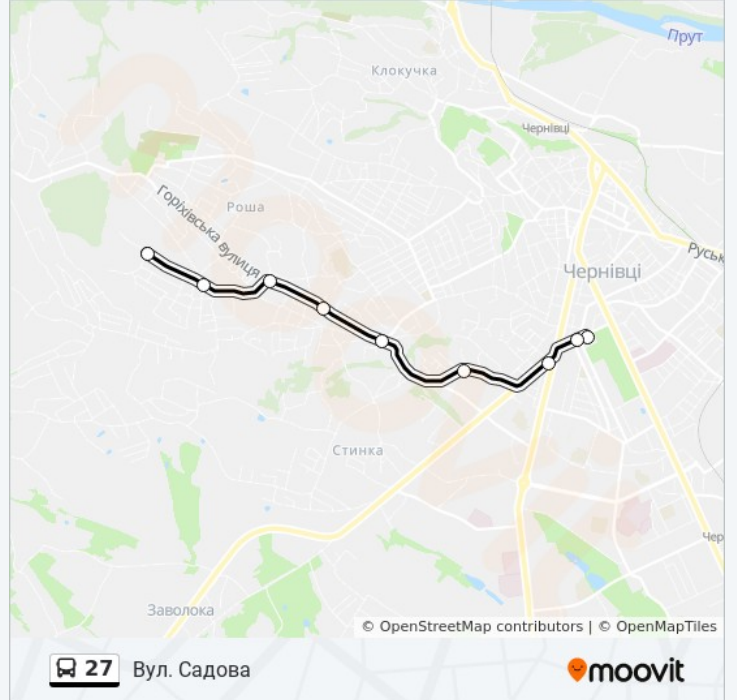 Прут
Клокучка
Чернівці
Горіхівська вулиця
Роша
Руськ
Чернівці
Стинка
Чер
Заволока
© OpenStreetMap contributors | © OpenMapTiles
27 Вул. Садова
moovit